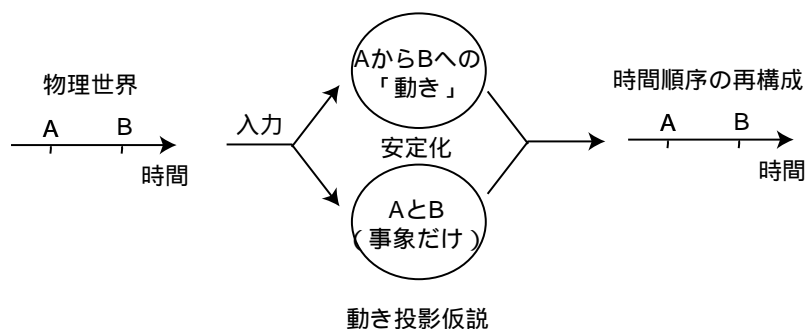 物理世界
A B
時間
入力
AからBへの
「動き」
安定化
AとB
(事象だけ)
時間順序の再構成
A B
時間
動き投影仮説